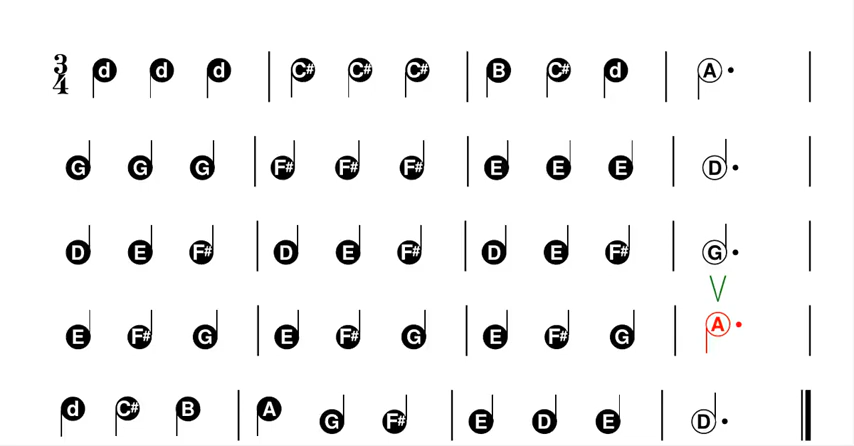 3 4 d d d C# C# C# B C# d A
G G G F# F# F# E E E D
D E F# D E F# D E F# G
E F# G E F# G E F# G A
d C# B A G F# E D E D